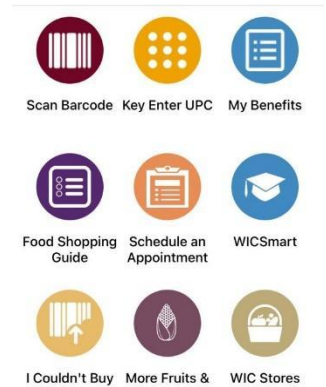 Scan Barcode Key Enter UPC My Benefits
Food Shopping Schedule an WICSmart
Guide Appointment
I Couldn't Buy More Fruits & WIC Stores